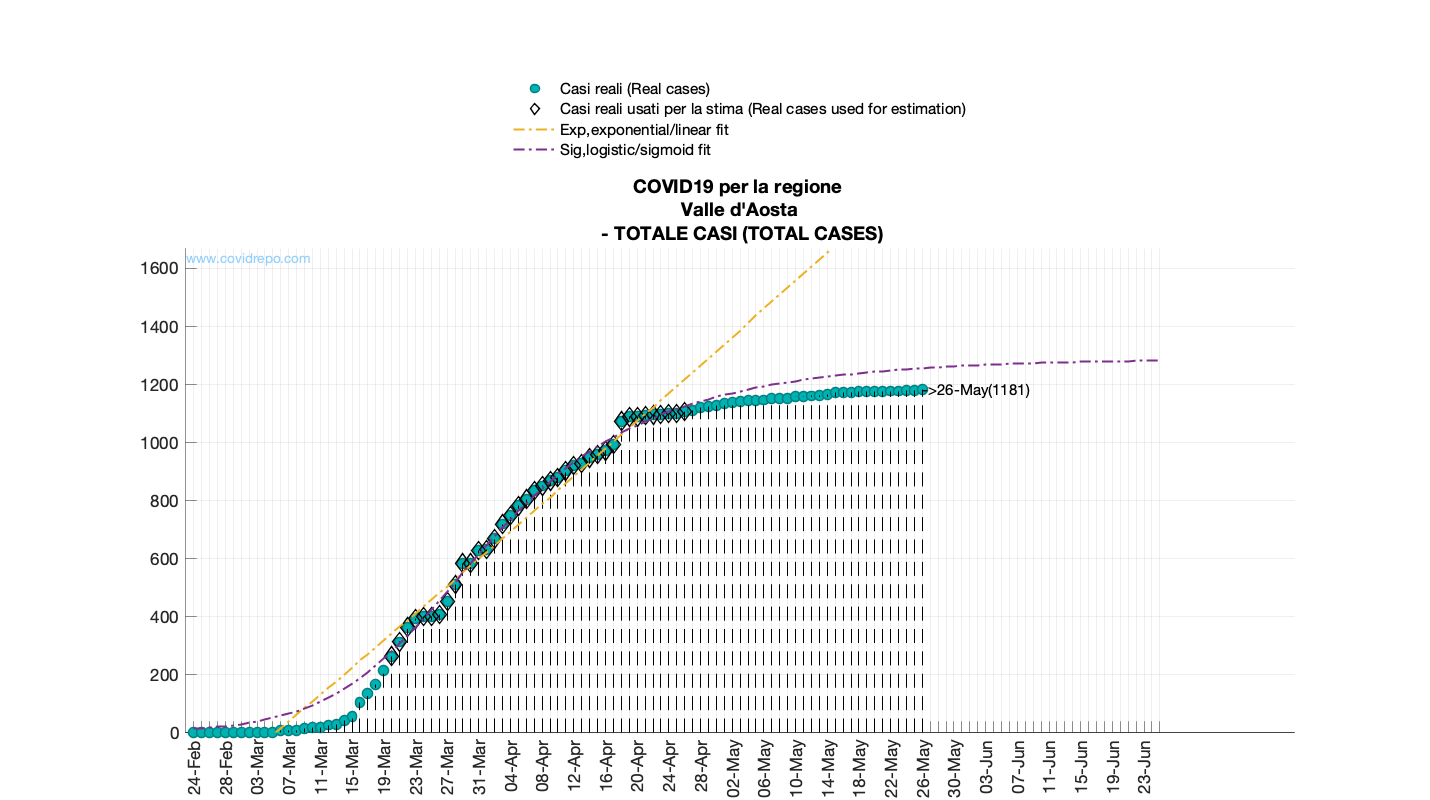 Casi reali (Real cases)
Casi reali usati per la stima (Real cases used for estimation)
Exp,exponential/linear fit
Sig,logistic/sigmoid fit
COVID19 per la regione
Valle d'Aosta
- TOTALE CASI (TOTAL CASES)
www.covidrepo.com
1600
1400
1200
1000
800
600
400
200
0
>26-May(1181)
24-Feb
28-Feb
03-Mar
07-Mar
11-Mar
15-Mar
19-Mar
23-Mar
27-Mar
31-Mar
04-Apr
08-Apr
12-Apr
16-Apr
20-Apr
24-Apr
28-Apr
02-May
06-May
10-May
14-May
18-May
22-May
26-May
30-May
03-Jun
07-Jun
11-Jun
15-Jun
19-Jun
23-Jun